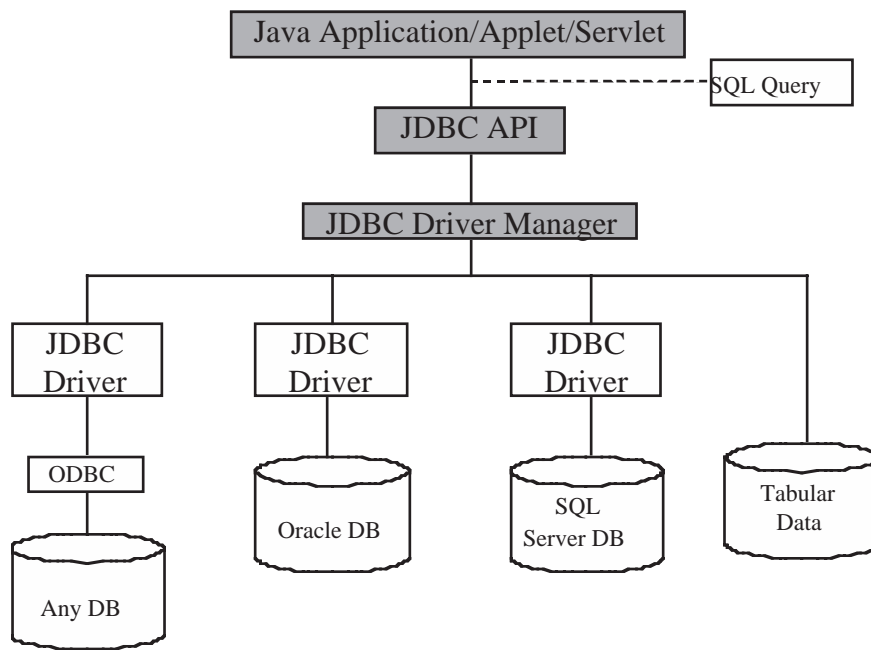 Java Application/Applet/Servlet
SQL Query
JDBC API
JDBC Driver Manager
JDBC
Driver
JDBC
Driver
JDBC
Driver
ODBC
Any DB
Oracle DB
SQL
Server DB
Tabular
Data